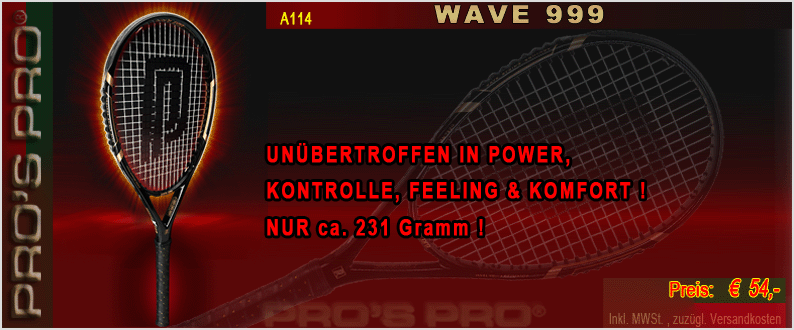 PRO'S PRO®
A114
WAVE 999
UNÜBERTROFFEN IN POWER,
KONTROLLE, FEELING & KOMFORT !
NUR ca. 231 Gramm !
Preis: € 54,-
PRO'S PRO®
Inkl. MWSt. , zuzügl. Versandkosten